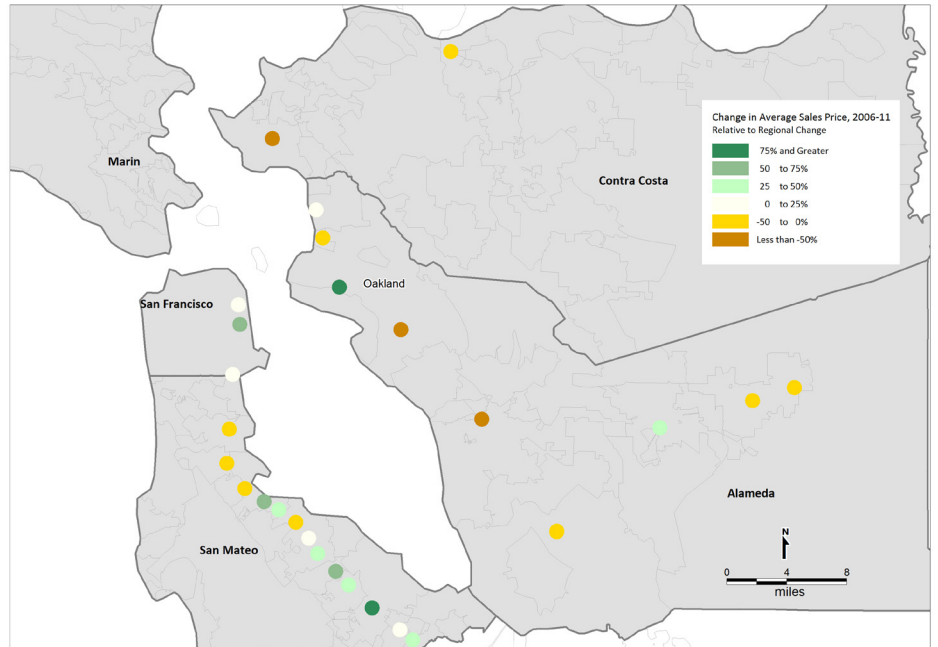 Marin
Contra Costa
Change in Average Sales Price, 2006-11
Relative to Regional Change
75% and Greater
50 to 75%
25 to 50%
0 to 25%
-50 to 0%
Less than -50%
Oakland
San Francisco
San Mateo
Alameda
N
0 4 8
miles